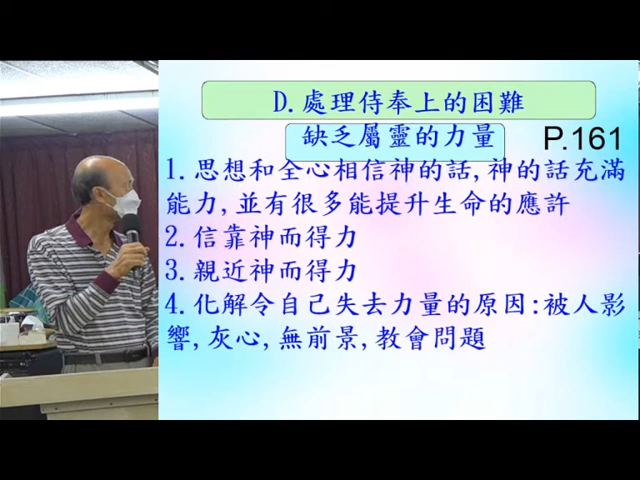 D.處理侍奉上的困難
缺乏屬靈的力量
P.161
1.思想和全心相信神的話,神的話充滿
能力,並有很多能提升生命的應許
2.信靠神而得力
3.親近神而得力
4.化解令自己失去力量的原因:被人影
響,灰心,無前景,教會問題